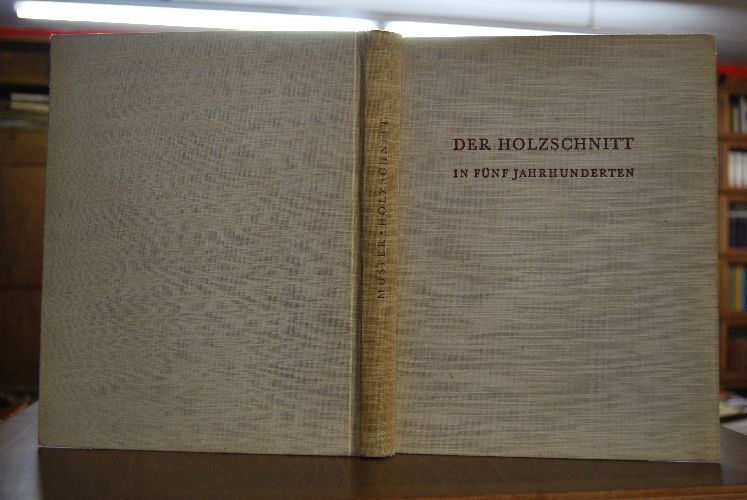 DER HOLZSCHNITT
IN FÜNF JAHRHUNDERTEN
MUSPER • HOLZSCHNITT